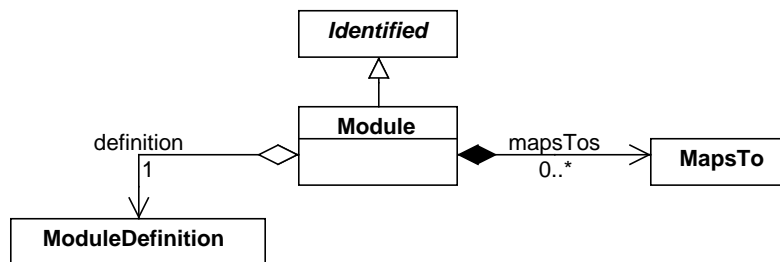 Identified
Module
definition
1
mapsTos
0..*
MapsTo
ModuleDefinition